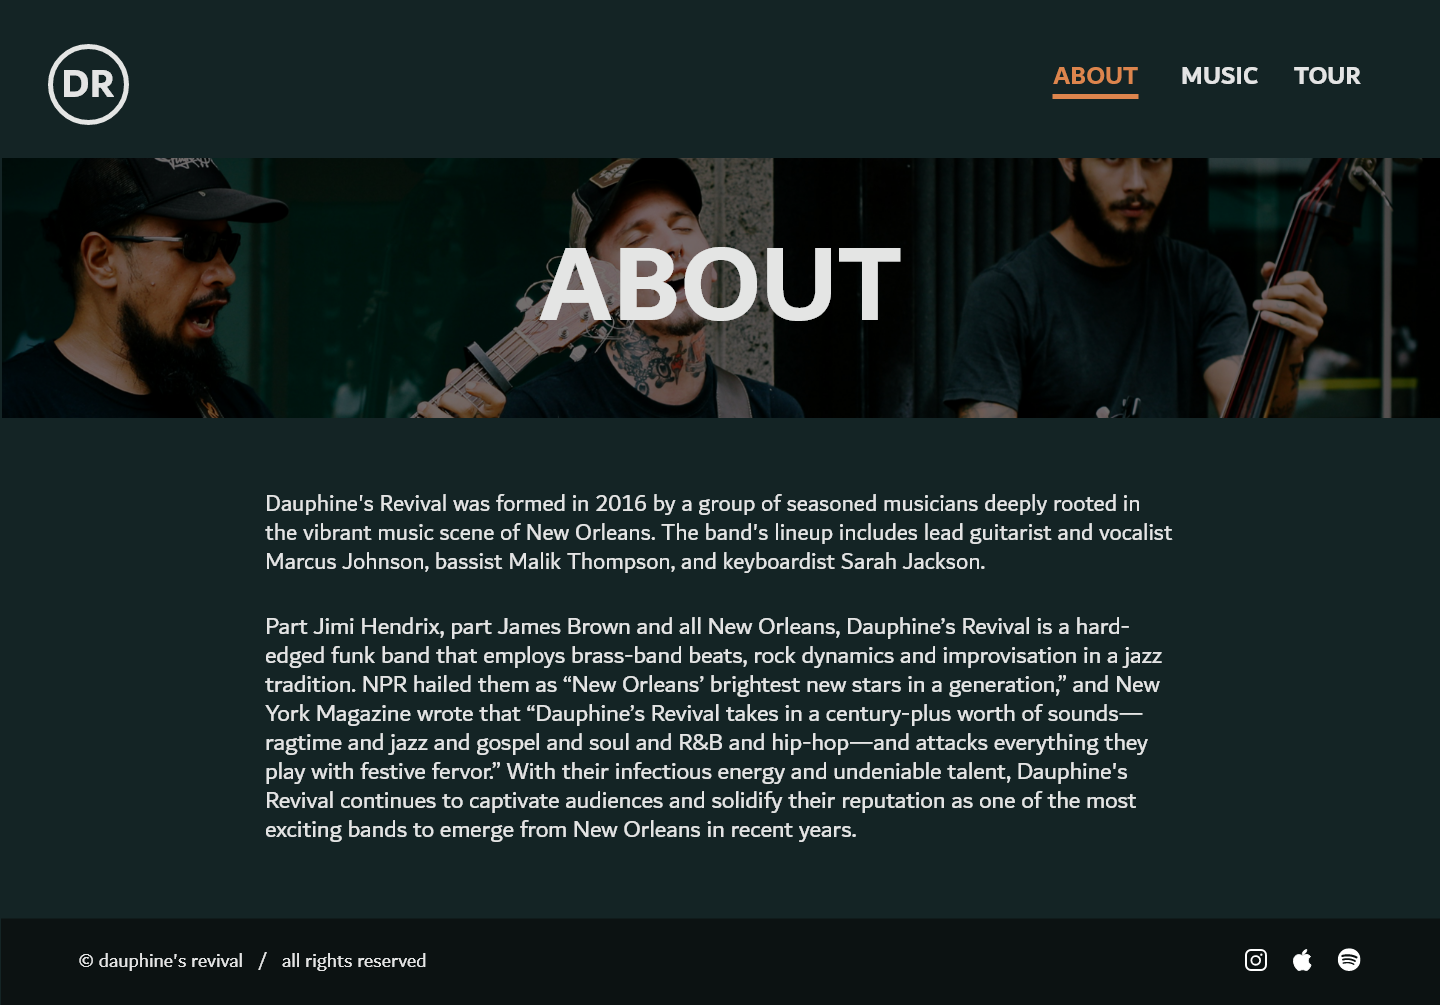 DR
ABOUT MUSIC TOUR
ABOUT
Dauphine's Revival was formed in 2016 by a group of seasoned musicians deeply rooted in
the vibrant music scene of New Orleans. The band's lineup includes lead guitarist and vocalist
Marcus Johnson, bassist Malik Thompson, and keyboardist Sarah Jackson.
Part Jimi Hendrix, part James Brown and all New Orleans, Dauphine’s Revival is a hard-
edged funk band that employs brass-band beats, rock dynamics and improvisation in a jazz
tradition. NPR hailed them as “New Orleans’ brightest new stars in a generation,” and New
York Magazine wrote that “Dauphine’s Revival takes in a century-plus worth of sounds—
ragtime and jazz and gospel and soul and R&B and hip-hop—and attacks everything they
play with festive fervor.” With their infectious energy and undeniable talent, Dauphine's
Revival continues to captivate audiences and solidify their reputation as one of the most
exciting bands to emerge from New Orleans in recent years.
© dauphine's revival / all rights reserved